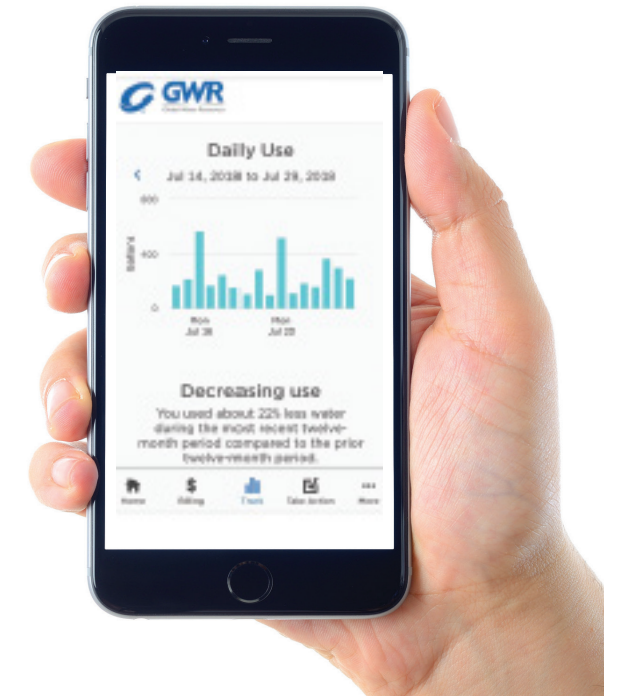 GWR
Daily Use
Jul 14, 2018 to Jul 29, 2018
800
Gallons
400
0
Mon Mon
Jul 16 Jul 23
Decreasing use
You used about 22% less water
during the most recent twelve-
month period compared to the prior
twelve-month period.
Home Billing Track Take Action More